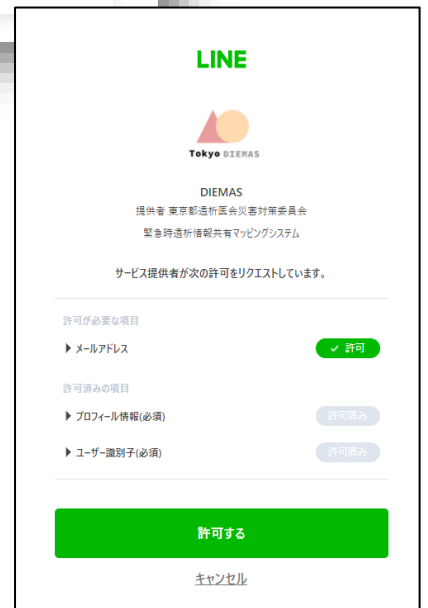 LINE
Tokyo DIEMAS
DIEMAS
提供者 東京都透析医会災害対策委員会
緊急時透析情報共有マッピングシステム
サービス提供者が次の許可をリクエストしています。
許可が必要な項目
メールアドレス
許可
許可済みの項目
プロフィール情報(必須)
許可済み
ユーザー識別子(必須)
許可済み
許可する
キャンセル